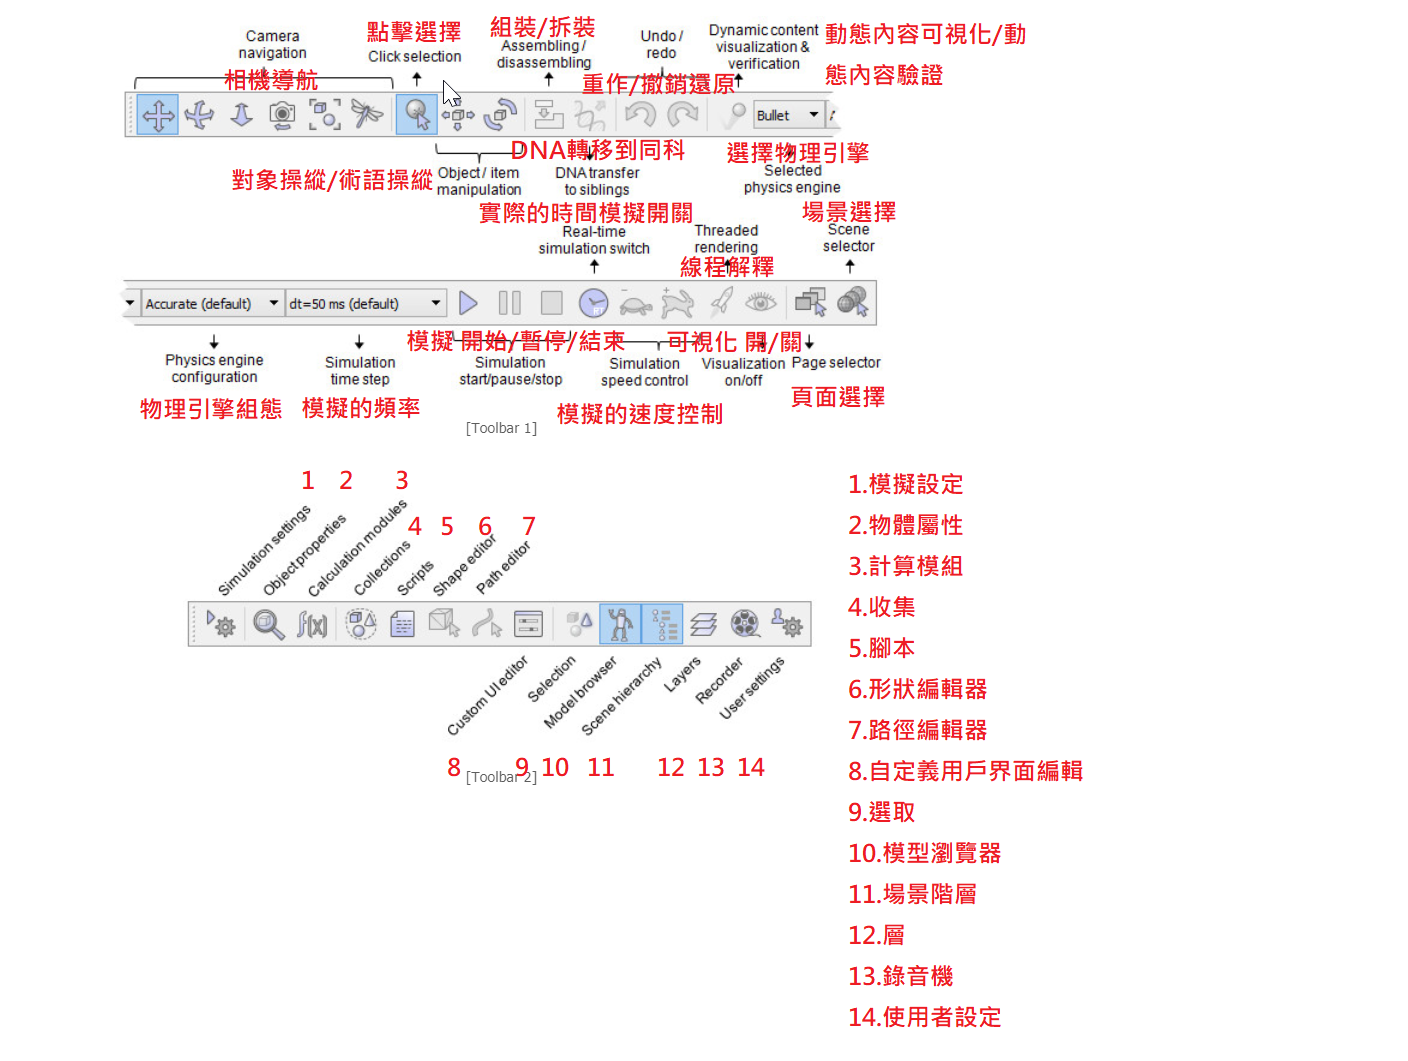 Camera
navigation
相機導航
點擊選擇
Click selection
組裝/拆裝
Assembling /
disassembling
Undo /
redo
重作/撤銷還原
Dynamic content
visualization &
verification
動態內容可視化/動
態內容驗證
Bullet
對象操縱/術語操縱
Object / item
manipulation
DNA轉移到同科
DNA transfer
to siblings
選擇物理引擎
Selected
physics engine
實際的時間模擬開關
Real-time
simulation switch
Threaded
rendering
線程解釋
場景選擇
Scene
selector
Accurate (default)
dt=50 ms (default)
RT
Physics engine
configuration
物理引擎組態
Simulation
time step
模擬的頻率
模擬 開始/暫停/結束
Simulation
start/pause/stop
Simulation
speed control
模擬的速度控制
可視化 開/關
Visualization
on/off
Page selector
頁面選擇
[Toolbar 1]
1 2 3
4 5 6 7
Simulation settings
Object properties
Calculation modules
Collections
Scripts
Shape editor
Path editor
f(x)
Custom UI editor
Selection
Model browser
Scene hierarchy
Layers
Recorder
User settings
8 9 10 11 12 13 14
[Toolbar 2]
1.模擬設定
2.物體屬性
3.計算模組
4.收集
5.腳本
6.形狀編輯器
7.路徑編輯器
8.自定義用戶界面編輯
9.選取
10.模型瀏覽器
11.場景階層
12.層
13.錄音機
14.使用者設定